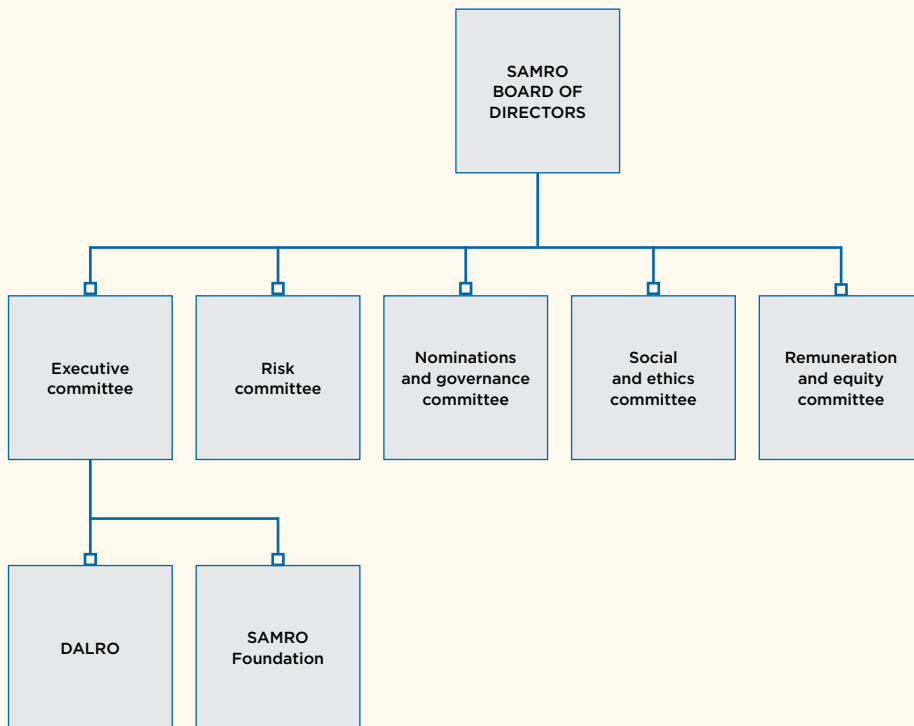 SAMRO
BOARD OF
DIRECTORS
Executive
committee
Risk
committee
Nominations
and governance
committee
Social
and ethics
committee
Remuneration
and equity
committee
DALRO
SAMRO
Foundation